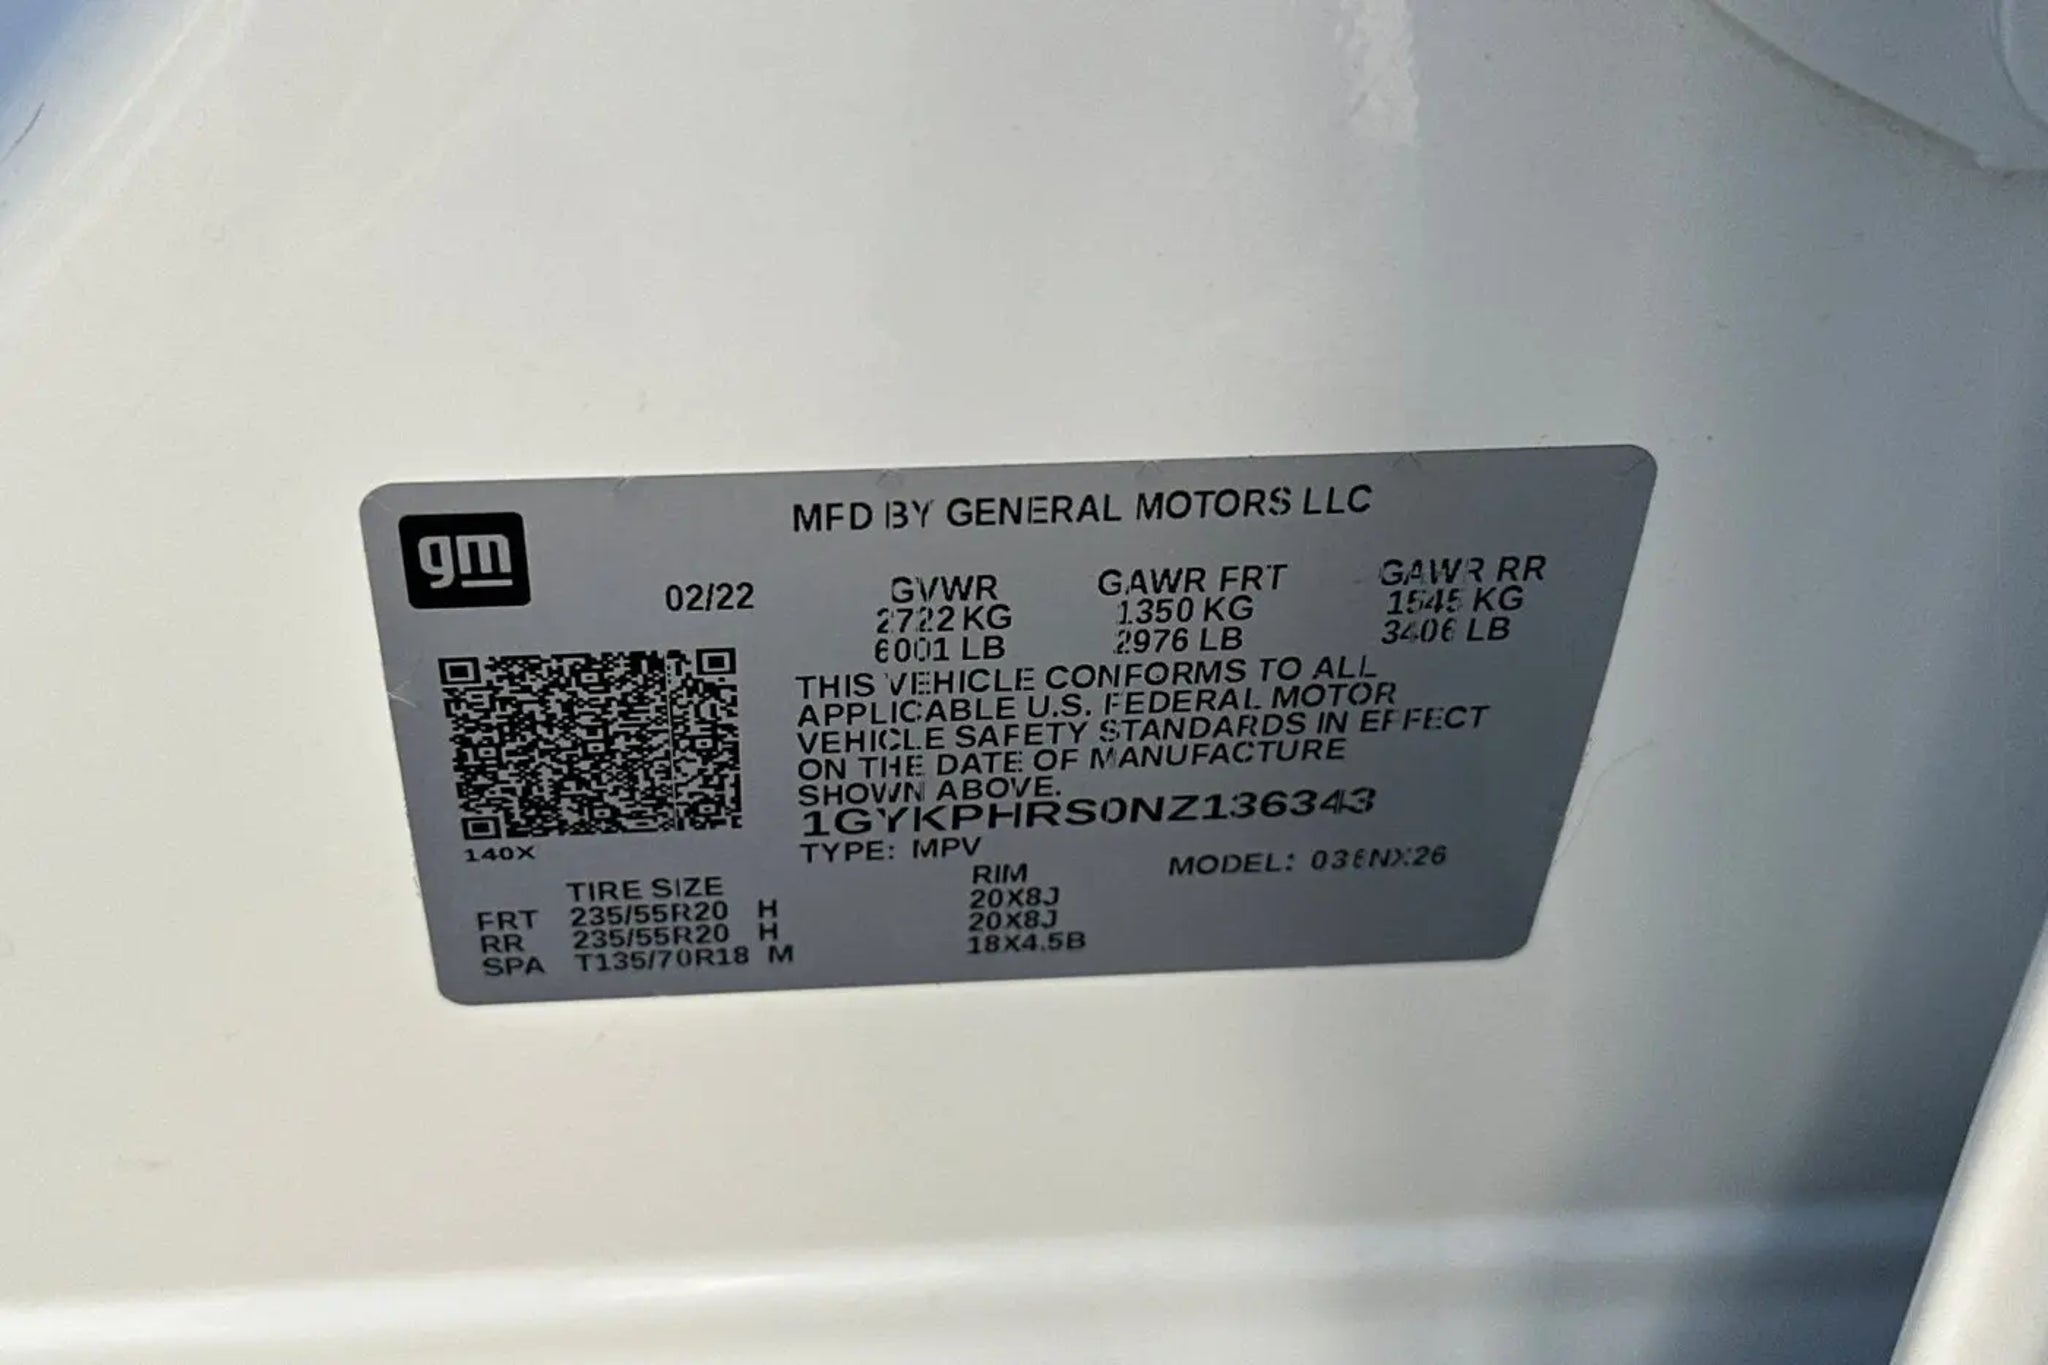 gm
MFD BY GENERAL MOTORS LLC
02/22
GVWR GAWR FRT GAWR RR
2722 KG 1350 KG 1545 KG
6001 LB 2976 LB 3406 LB
THIS VEHICLE CONFORMS TO ALL
APPLICABLE U.S. FEDERAL MOTOR
VEHICLE SAFETY STANDARDS IN EFFECT
ON THE DATE OF MANUFACTURE
SHOWN ABOVE.
1GYKPHRS0NZ136343
140X
TYPE: MPV MODEL: 036NX26
TIRE SIZE RIM
FRT 235/55R20 H 20X8J
RR 235/55R20 H 20X8J
SPA T135/70R18 M 18X4.5B